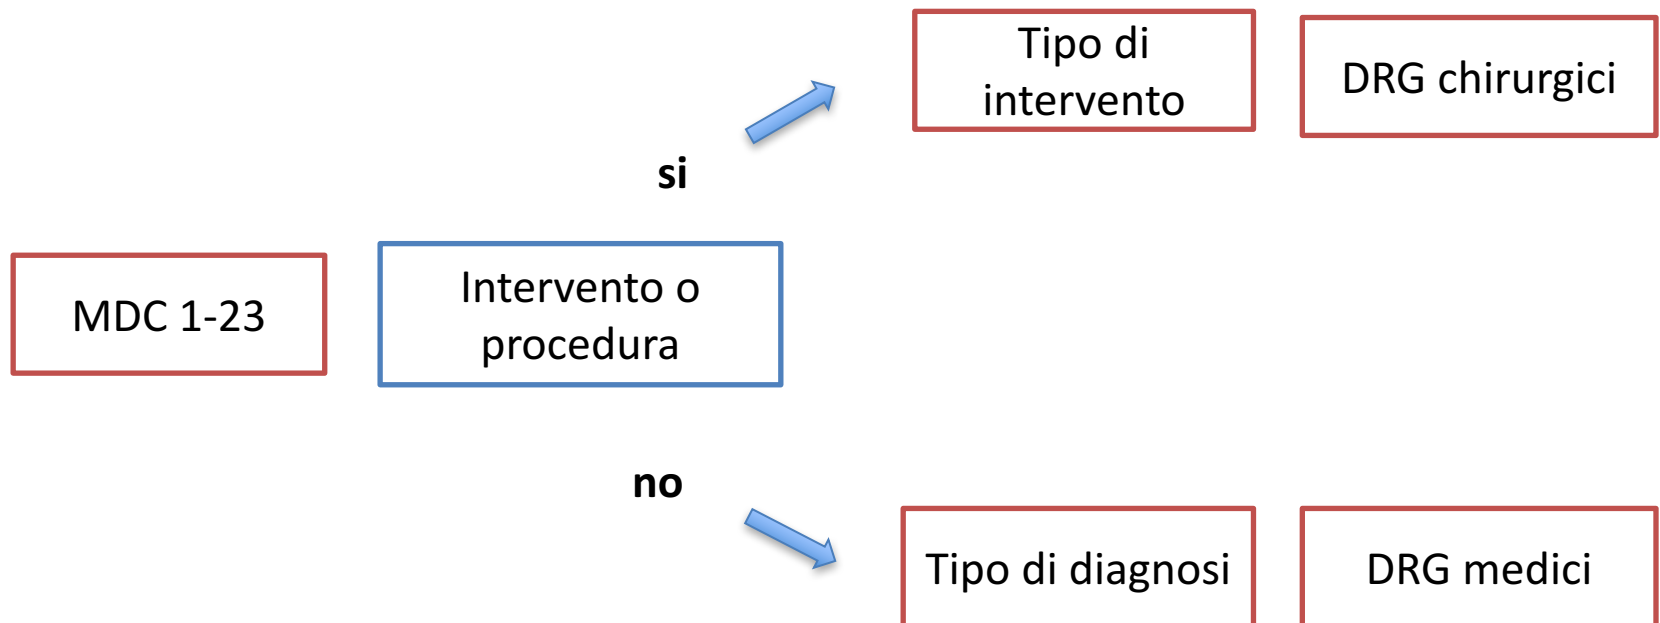 Tipo di
intervento
DRG chirurgici
si
MDC 1-23
Intervento o
procedura
no
Tipo di diagnosi
DRG medici